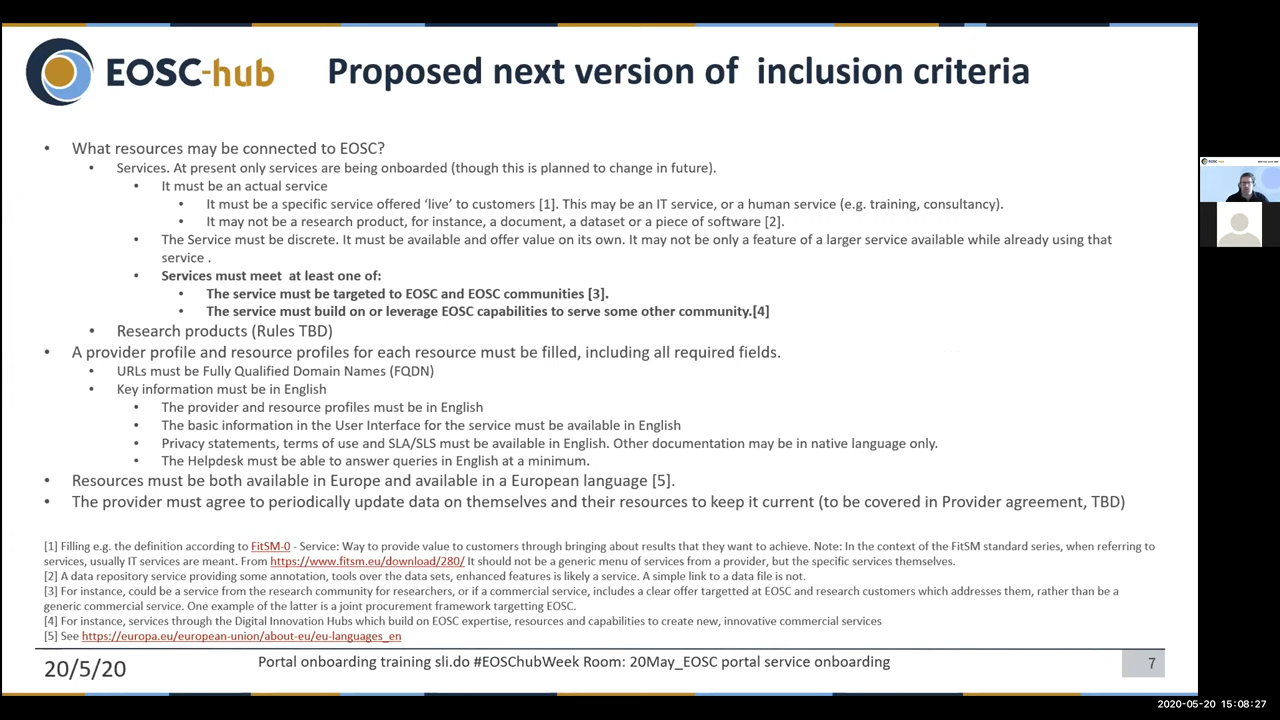 EOSC-hub
Proposed next version of inclusion criteria
• What resources may be connected to EOSC?
• Services. At present only services are being onboarded (though this is planned to change in future).
• It must be an actual service
• It must be a specific service offered ‘live’ to customers [1]. This may be an IT service, or a human service (e.g. training, consultancy).
• It may not be a research product, for instance, a document, a dataset or a piece of software [2].
• The Service must be discrete. It must be available and offer value on its own. It may not be only a feature of a larger service available while already using that
service .
• Services must meet at least one of:
• The service must be targeted to EOSC and EOSC communities [3].
• The service must build on or leverage EOSC capabilities to serve some other community.[4]
• Research products (Rules TBD)
• A provider profile and resource profiles for each resource must be filled, including all required fields.
• URLs must be Fully Qualified Domain Names (FQDN)
• Key information must be in English
• The provider and resource profiles must be in English
• The basic information in the User Interface for the service must be available in English
• Privacy statements, terms of use and SLA/SLS must be available in English. Other documentation may be in native language only.
• The Helpdesk must be able to answer queries in English at a minimum.
• Resources must be both available in Europe and available in a European language [5].
• The provider must agree to periodically update data on themselves and their resources to keep it current (to be covered in Provider agreement, TBD)
[1] Filling e.g. the definition according to FitSM-0 - Service: Way to provide value to customers through bringing about results that they want to achieve. Note: In the context of the FitSM standard series, when referring to
services, usually IT services are meant. From https://www.fitsm.eu/download/280/ It should not be a generic menu of services from a provider, but the specific services themselves.
[2] A data repository service providing some annotation, tools over the data sets, enhanced features is likely a service. A simple link to a data file is not.
[3] For instance, could be a service from the research community for researchers, or if a commercial service, includes a clear offer targetted at EOSC and research customers which addresses them, rather than be a
generic commercial service. One example of the latter is a joint procurement framework targetting EOSC.
[4] For instance, services through the Digital Innovation Hubs which build on EOSC expertise, resources and capabilities to create new, innovative commercial services
[5] See https://europa.eu/european-union/about-eu/eu-languages_en
20/5/20
Portal onboarding training sli.do #EOSChubWeek Room: 20May_EOSC portal service onboarding
7
2020-05-20 15:08:27